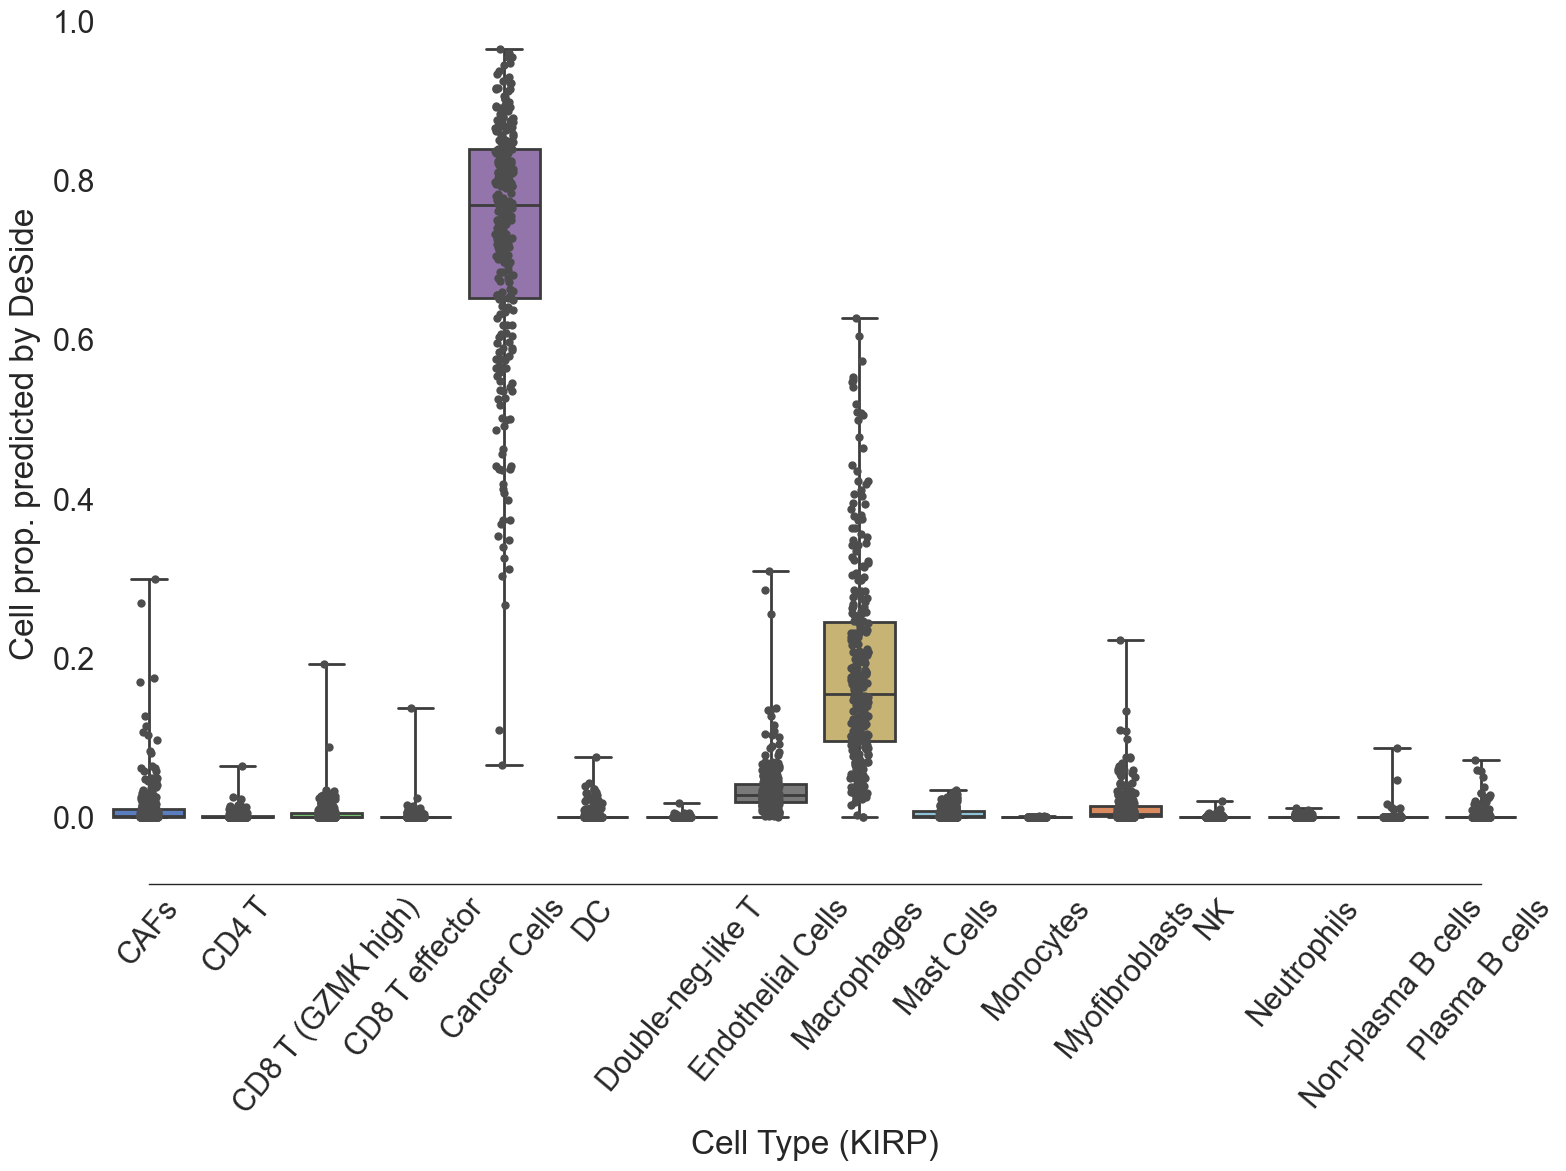 Cell prop. predicted by DeSide
1.0
0.8
0.6
0.4
0.2
0.0
CAFs
CD4 T
CD8 T (GZMK high)
CD8 T effector
Cancer Cells
DC
Double-neg-like T
Endothelial Cells
Macrophages
Mast Cells
Monocytes
Myofibroblasts
NK
Neutrophils
Non-plasma B cells
Plasma B cells
Cell Type (KIRP)